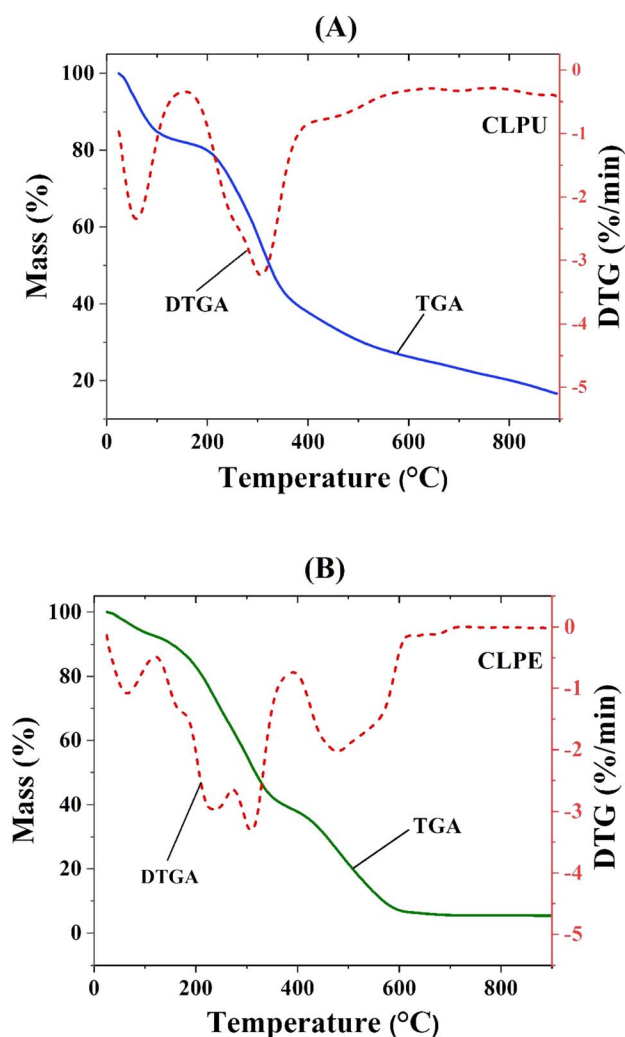 (A)
100
80
60
40
20
Mass (%)
0
-1
-2
-3
-4
-5
DTG (%/min)
CLPU
DTGA
TGA
0 200 400 600 800
Temperature (°C)
(B)
100
80
60
40
20
0
Mass (%)
0
-1
-2
-3
-4
-5
DTG (%/min)
CLPE
DTGA
TGA
0 200 400 600 800
Temperature (°C)